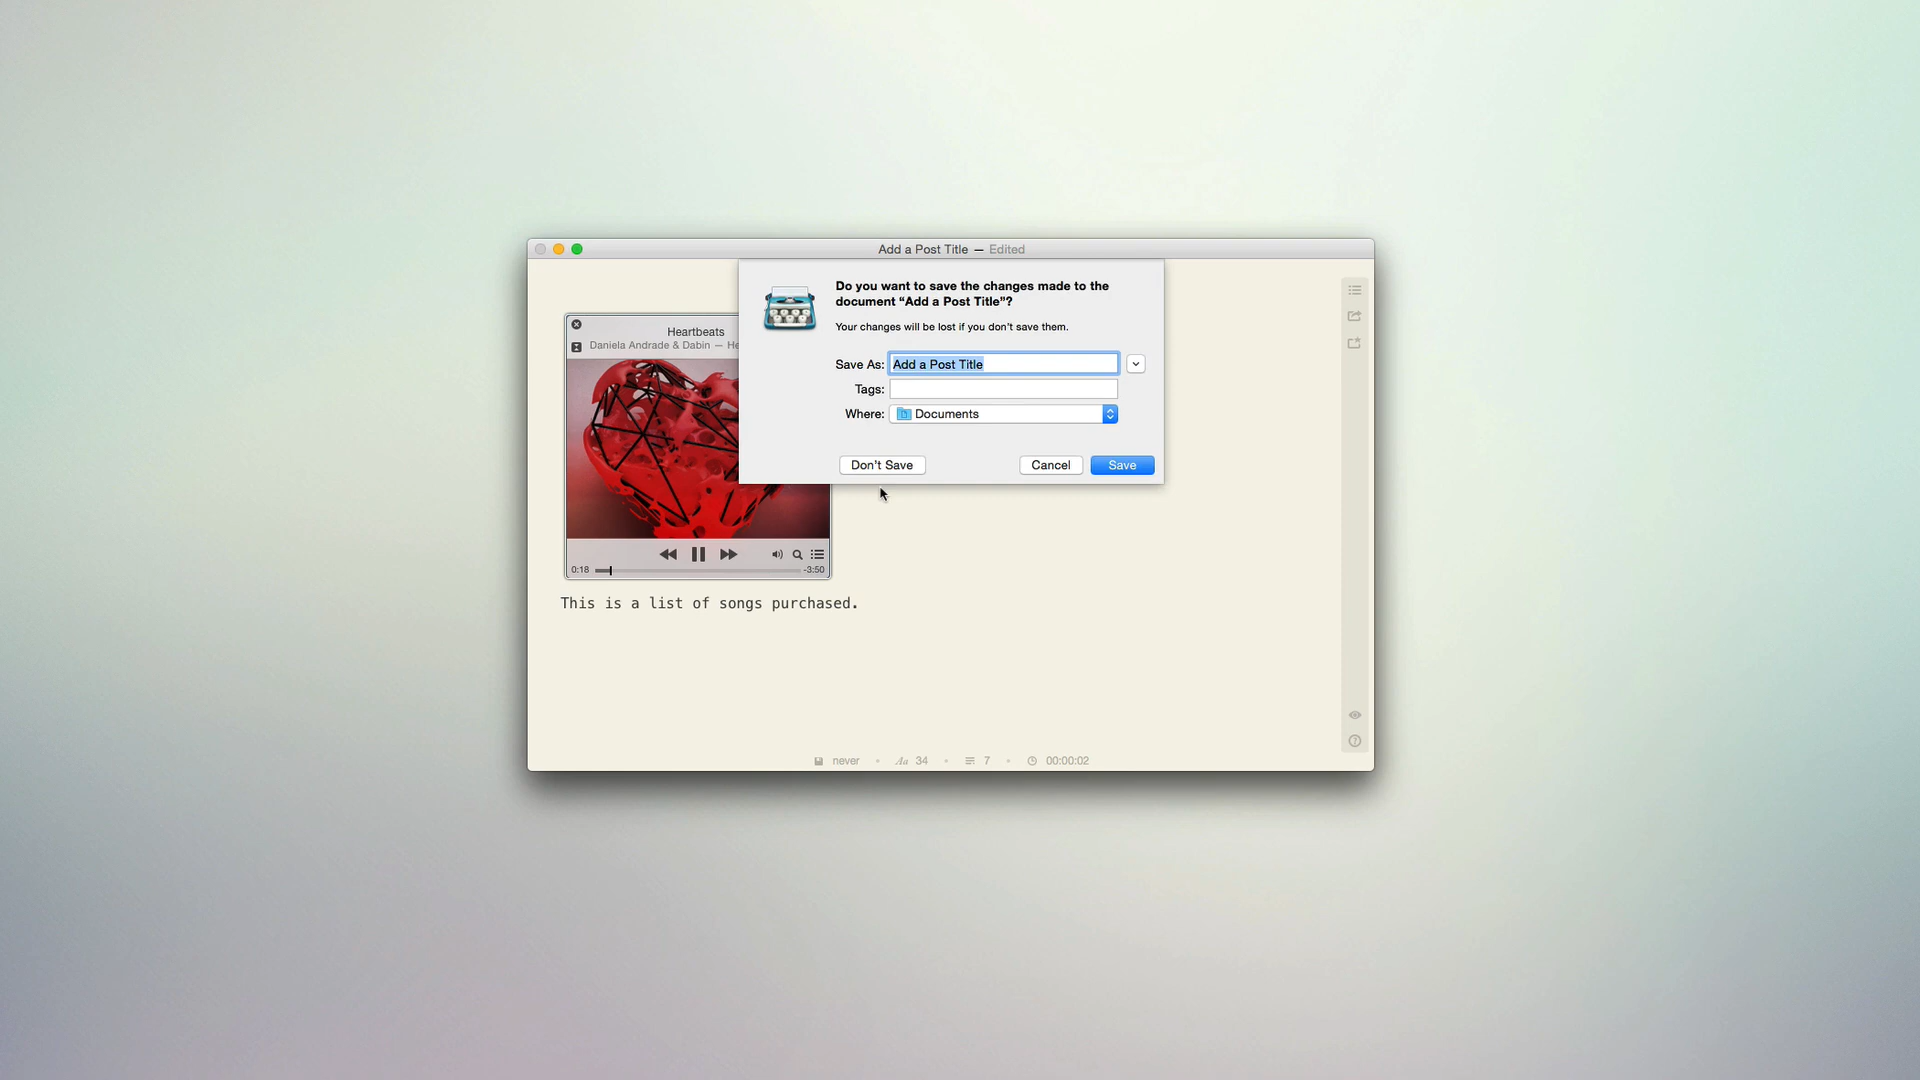 Add a Post Title — Edited
Do you want to save the changes made to the
document “Add a Post Title”?
Your changes will be lost if you don’t save them.
Save As: Add a Post Title
Tags:
Where: Documents
Don’t Save Cancel Save
Heartbeats
Daniela Andrade & Dabin — He
0:18 -3:50
This is a list of songs purchased.
never • Aa 34 • 7 • 00:00:02